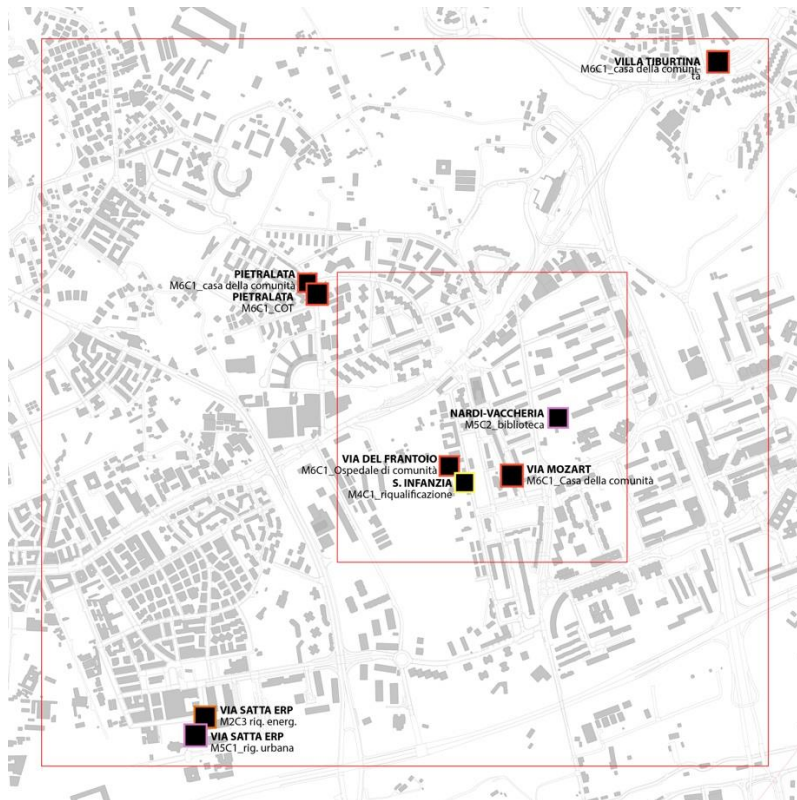 VILLA TIBURTINA
M6C1_casa della comuni-
tà
PIETRALATA
M6C1_casa della comunità
PIETRALATA
M6C1_COT
NARDI-VACCHERIA
M5C2_biblioteca
VIA DEL FRANTOIO
M6C1_Ospedale di comunità
S. INFANZIA
M4C1_riqualificazione
VIA MOZART
M6C1_Casa della comunità
VIA SATTA ERP
M2C3 riq. energ.
VIA SATTA ERP
M5C1_rig. urbana